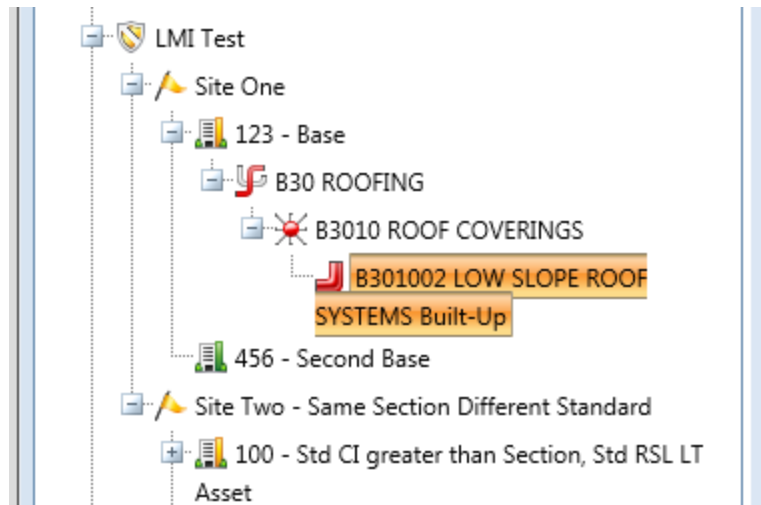 LMI Test
Site One
123 - Base
B30 ROOFING
B3010 ROOF COVERINGS
B301002 LOW SLOPE ROOF
SYSTEMS Built-Up
456 - Second Base
Site Two - Same Section Different Standard
100 - Std CI greater than Section, Std RSL LT
Asset